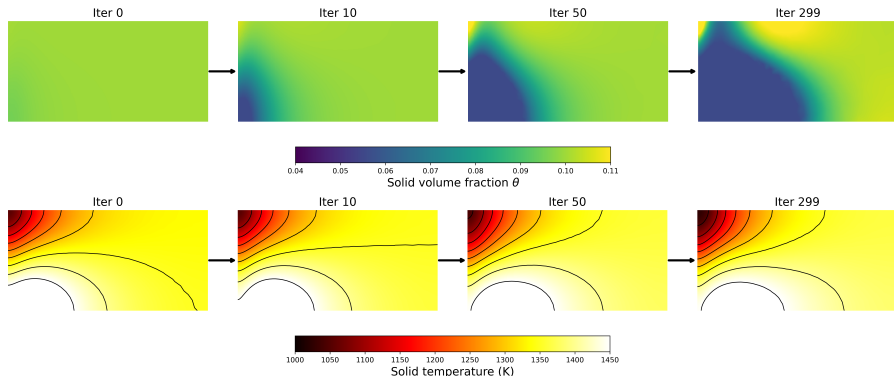 Iter 0 Iter 10 Iter 50 Iter 299
0.04 0.05 0.06 0.07 0.08 0.09 0.10 0.11
Solid volume fraction θ
Iter 0 Iter 10 Iter 50 Iter 299
1000 1050 1100 1150 1200 1250 1300 1350 1400 1450
Solid temperature (K)